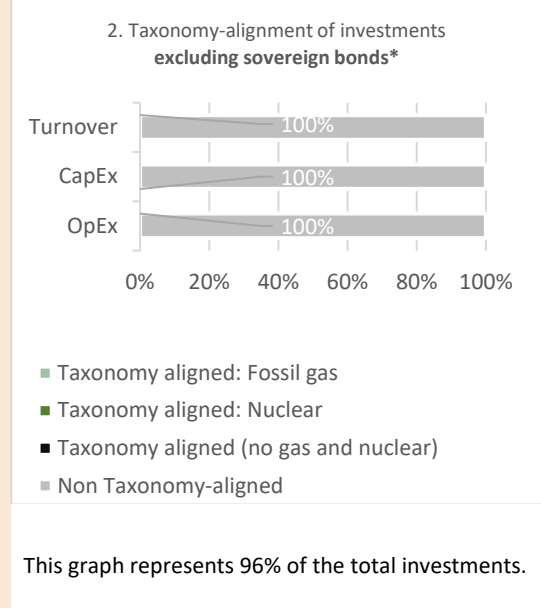 2. Taxonomy-alignment of investments
excluding sovereign bonds*
Turnover
100%
CapEx
100%
OpEx
100%
0% 20% 40% 60% 80% 100%
Taxonomy aligned: Fossil gas
Taxonomy aligned: Nuclear
Taxonomy aligned (no gas and nuclear)
Non Taxonomy-aligned
This graph represents 96% of the total investments.